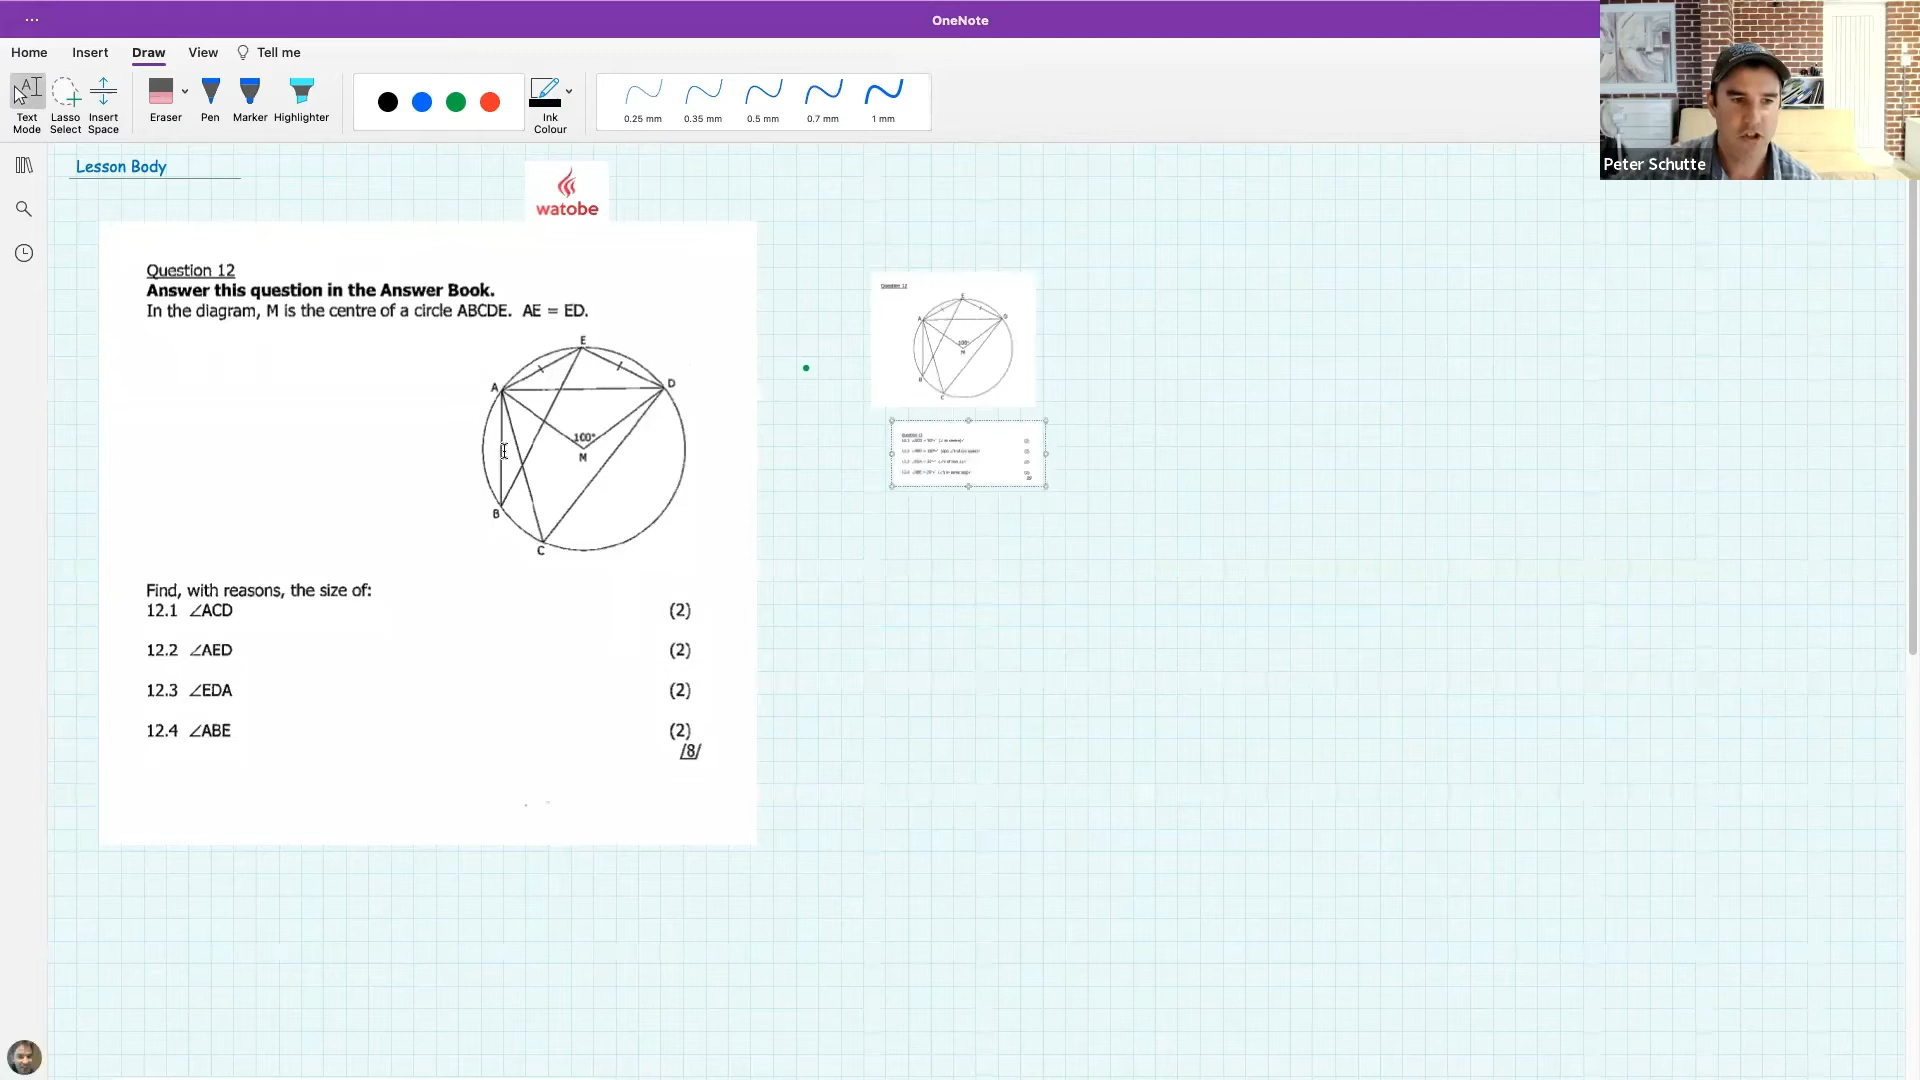 OneNote
Home Insert Draw View Tell me
Text Mode
Lasso Select
Insert Space
Eraser
Pen
Marker
Highlighter
Ink Colour
0.25 mm
0.35 mm
0.5 mm
0.7 mm
1 mm
Peter Schutte
Lesson Body
watobe
Question 12
Answer this question in the Answer Book.
In the diagram, M is the centre of a circle ABCDE. AE = ED.
E
A
D
100°
M
B
C
Find, with reasons, the size of:
12.1 ∠ACD (2)
12.2 ∠AED (2)
12.3 ∠EDA (2)
12.4 ∠ABE (2)
/8/
Question 12
E
A
D
100°
M
B
C